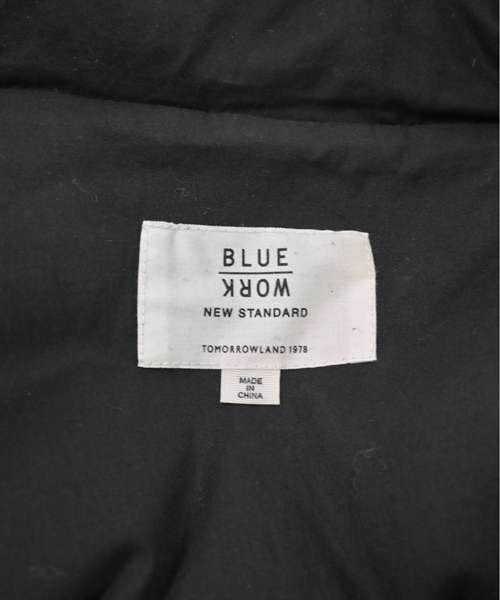 BLUE
WORK
NEW STANDARD
TOMORROWLAND 1978
MADE
IN
CHINA